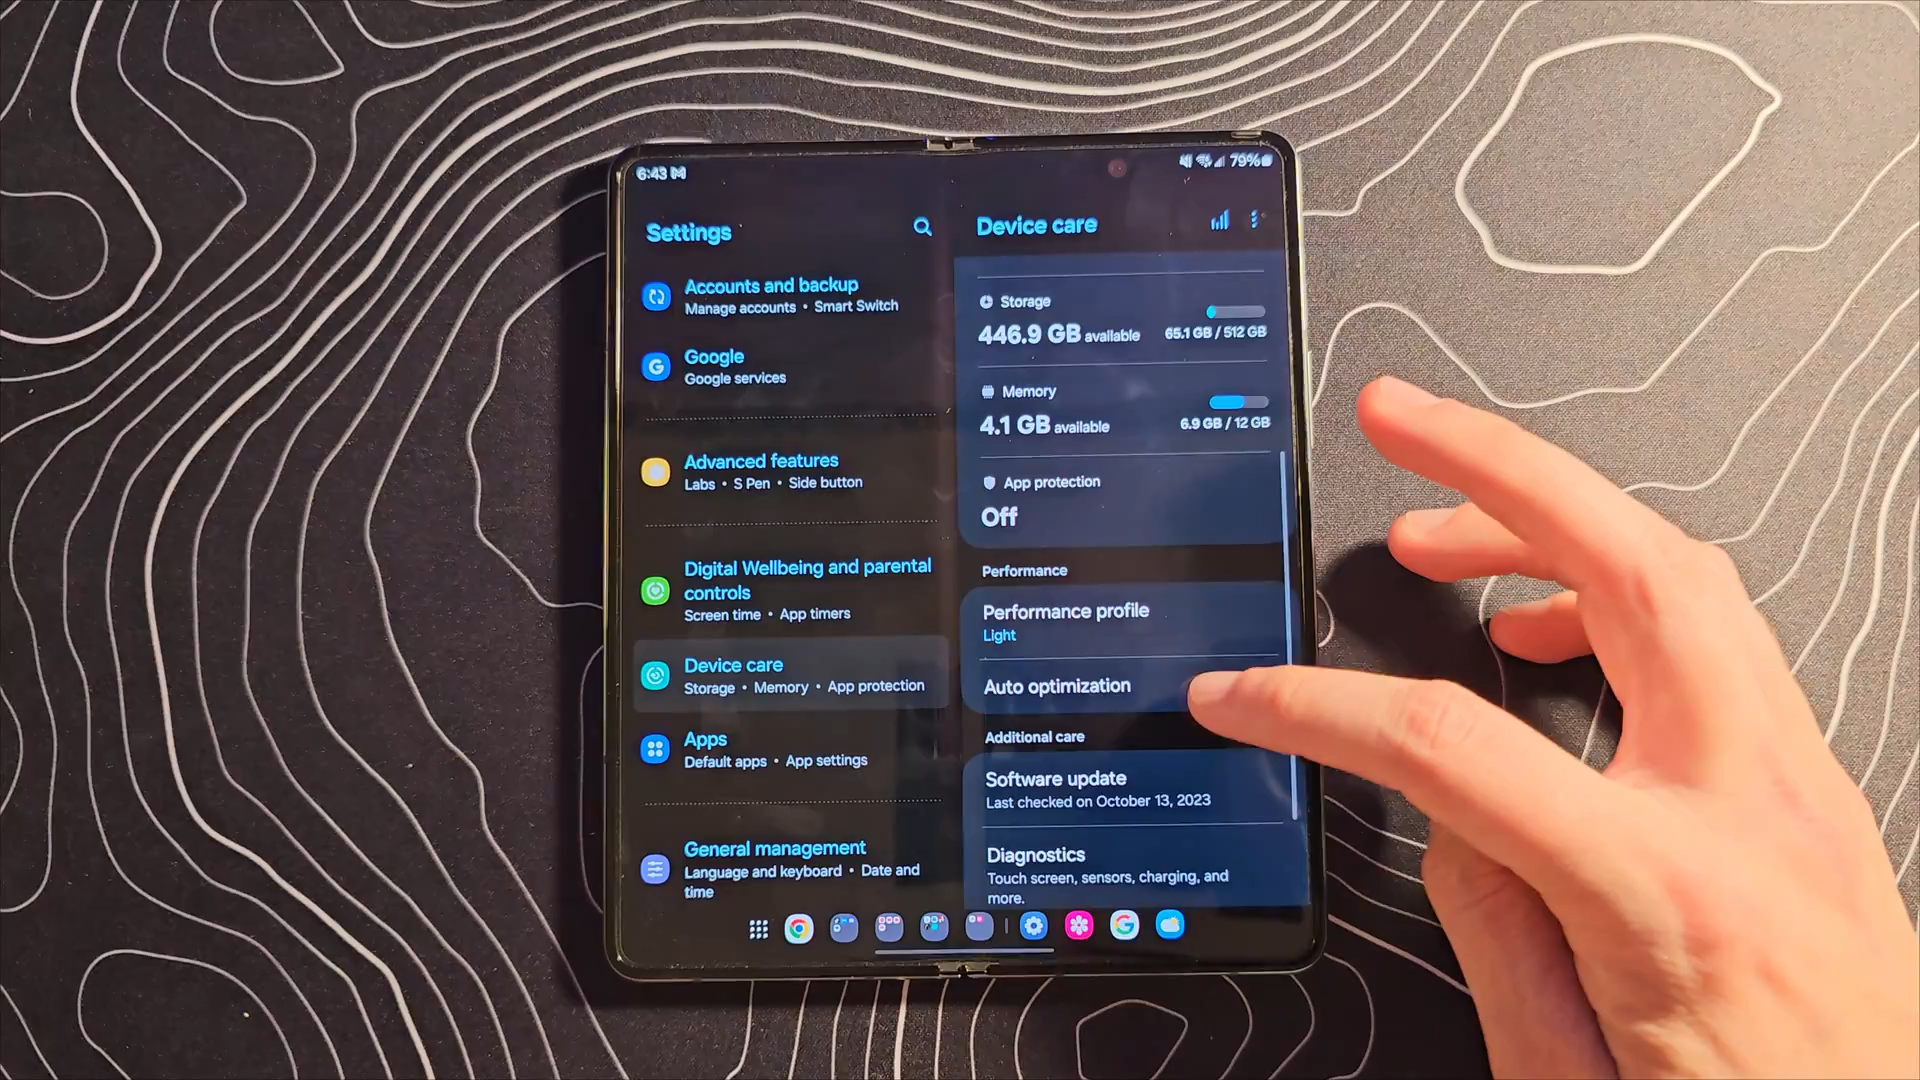 6:43
79%
Settings
Accounts and backup
Manage accounts • Smart Switch
Google
Google services
Advanced features
Labs • S Pen • Side button
Digital Wellbeing and parental
controls
Screen time • App timers
Device care
Storage • Memory • App protection
Apps
Default apps • App settings
General management
Language and keyboard • Date and
time
Device care
Storage
446.9 GB available
65.1 GB / 512 GB
Memory
4.1 GB available
6.9 GB / 12 GB
App protection
Off
Performance
Performance profile
Light
Auto optimization
Additional care
Software update
Last checked on October 13, 2023
Diagnostics
Touch screen, sensors, charging, and
more.